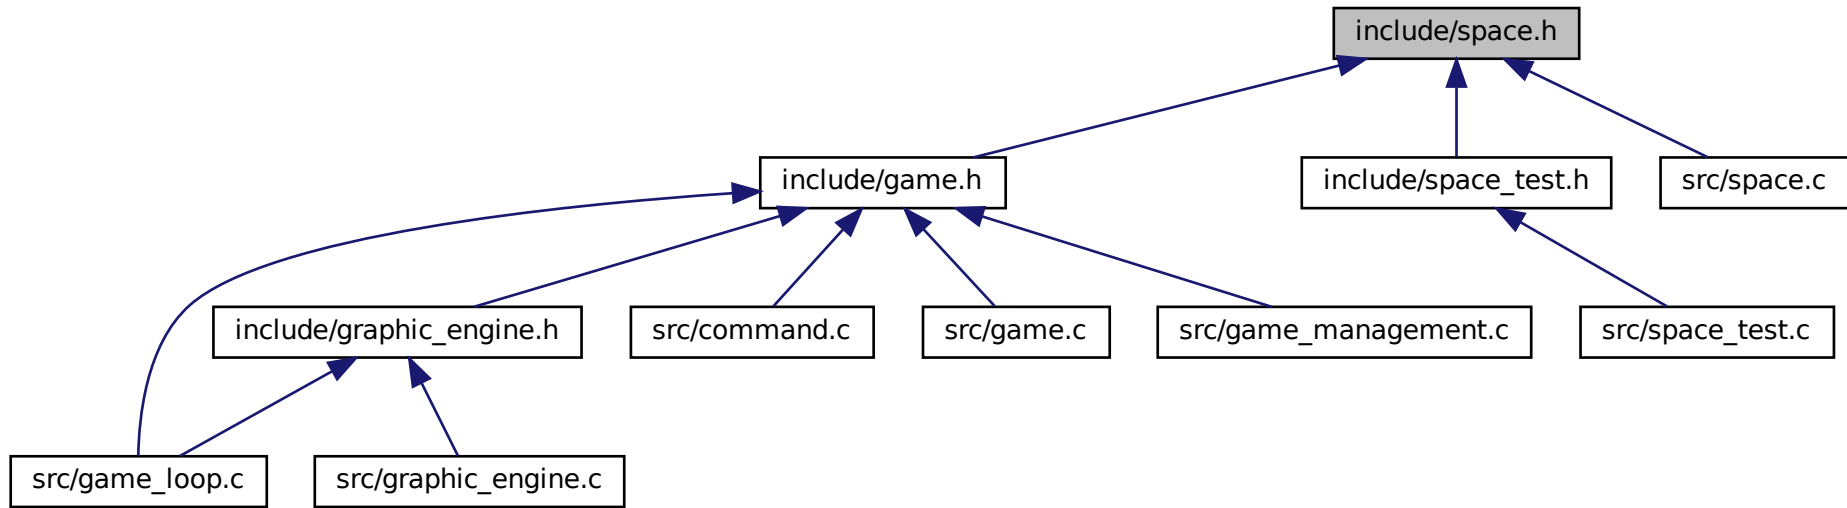 include/space.h
include/game.h
include/space_test.h
src/space.c
include/graphic_engine.h
src/command.c
src/game.c
src/game_management.c
src/space_test.c
src/game_loop.c
src/graphic_engine.c